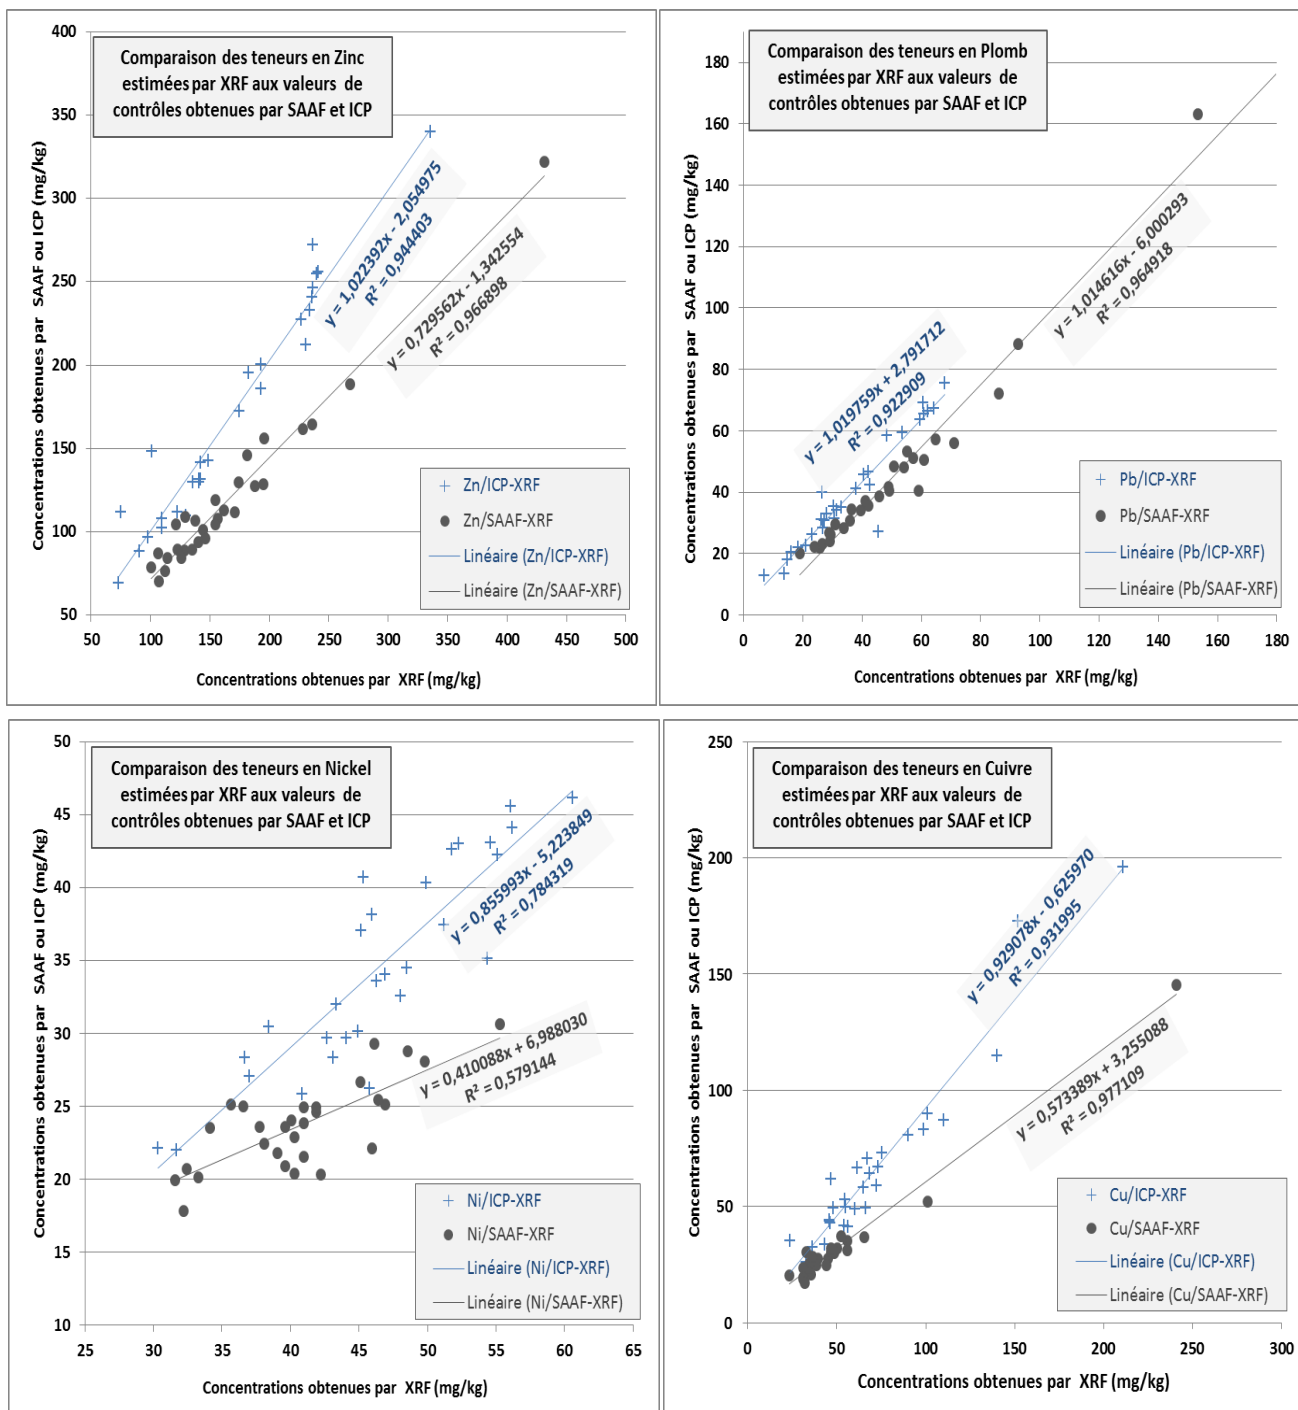 Comparaison des teneurs en Zinc
estimées par XRF aux valeurs de
contrôles obtenues par SAAF et ICP
Concentrations obtenues par SAAF ou ICP (mg/kg)
400
350
300
250
200
150
100
50
y = 1,022392x - 2,054975
R² = 0,944403
y = 0,729562x - 1,342554
R² = 0,966898
Zn/ICP-XRF
Zn/SAAF-XRF
Linéaire (Zn/ICP-XRF)
Linéaire (Zn/SAAF-XRF)
50 100 150 200 250 300 350 400 450 500
Concentrations obtenues par XRF (mg/kg)
Comparaison des teneurs en Plomb
estimées par XRF aux valeurs de
contrôles obtenues par SAAF et ICP
Concentrations obtenues par SAAF ou ICP (mg/kg)
180
160
140
120
100
80
60
40
20
0
y = 1,019759x + 2,791712
R² = 0,922909
y = 1,014616x - 6,000293
R² = 0,964918
Pb/ICP-XRF
Pb/SAAF-XRF
Linéaire (Pb/ICP-XRF)
Linéaire (Pb/SAAF-XRF)
0 20 40 60 80 100 120 140 160 180
Concentrations obtenues par XRF (mg/kg)
Comparaison des teneurs en Nickel
estimées par XRF aux valeurs de
contrôles obtenues par SAAF et ICP
Concentrations obtenues par SAAF ou ICP (mg/kg)
50
45
40
35
30
25
20
15
10
y = 0,855993x - 5,223849
R² = 0,784319
y = 0,410088x + 6,988030
R² = 0,579144
Ni/ICP-XRF
Ni/SAAF-XRF
Linéaire (Ni/ICP-XRF)
Linéaire (Ni/SAAF-XRF)
25 30 35 40 45 50 55 60 65
Concentrations obtenues par XRF (mg/kg)
Comparaison des teneurs en Cuivre
estimées par XRF aux valeurs de
contrôles obtenues par SAAF et ICP
Concentrations obtenues par SAAF ou ICP (mg/kg)
250
200
150
100
50
0
y = 0,929078x - 0,625970
R² = 0,931995
y = 0,573389x + 3,255088
R² = 0,977109
Cu/ICP-XRF
Cu/SAAF-XRF
Linéaire (Cu/ICP-XRF)
Linéaire (Cu/SAAF-XRF)
0 50 100 150 200 250 300
Concentrations obtenues par XRF (mg/kg)